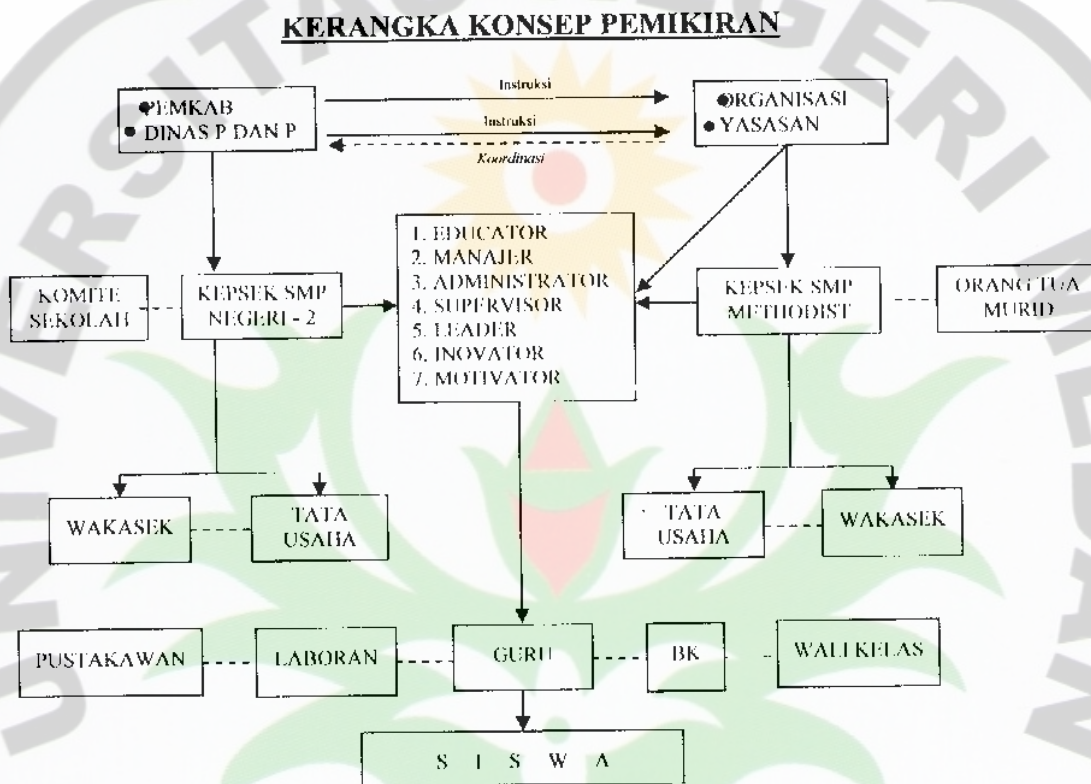 KERANGKA KONSEP PEMIKIRAN
Instruksi
● PEMKAB
● DINAS P DAN P
Instruksi
Koordinasi
● ORGANISASI
● YASASAN
1. EDUCATOR
2. MANAJER
3. ADMINISTRATOR
4. SUPERVISOR
5. LEADER
6. INOVATOR
7. MOTIVATOR
KOMITE
SEKOLAH
KEPSEK SMP
NEGERI - 2
KEPSEK SMP
METHODIST
ORANG TUA
MURID
WAKASEK
TATA
USAHA
TATA
USAHA
WAKASEK
PUSTAKAWAN
LABORAN
GURU
BK
WALI KELAS
S I S W A